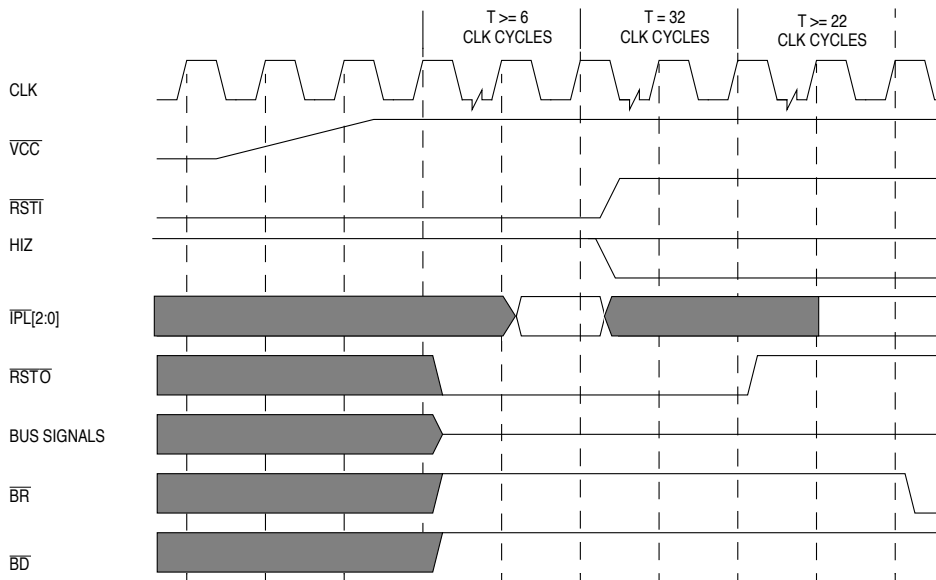 T >= 6
CLK CYCLES
T = 32
CLK CYCLES
T >= 22
CLK CYCLES
CLK
VCC
RSTI
HIZ
IPL[2:0]
RSTO
BUS SIGNALS
BR
BD